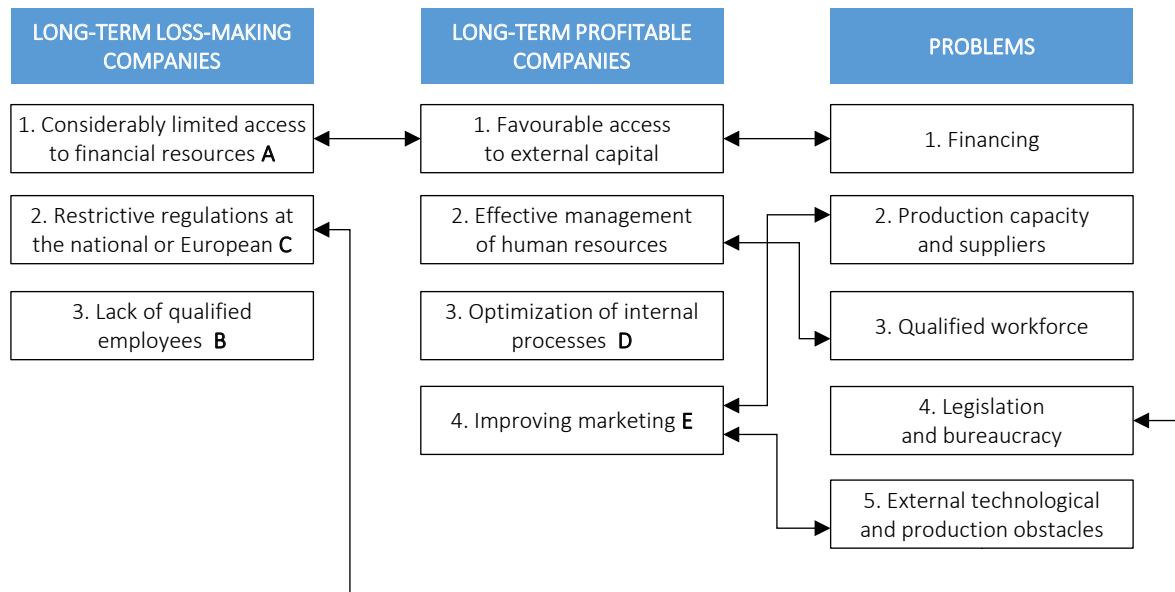 LONG-TERM LOSS-MAKING
COMPANIES
1. Considerably limited access
to financial resources A
2. Restrictive regulations at
the national or European C
3. Lack of qualified
employees B
LONG-TERM PROFITABLE
COMPANIES
1. Favourable access
to external capital
2. Effective management
of human resources
3. Optimization of internal
processes D
4. Improving marketing E
PROBLEMS
1. Financing
2. Production capacity
and suppliers
3. Qualified workforce
4. Legislation
and bureaucracy
5. External technological
and production obstacles